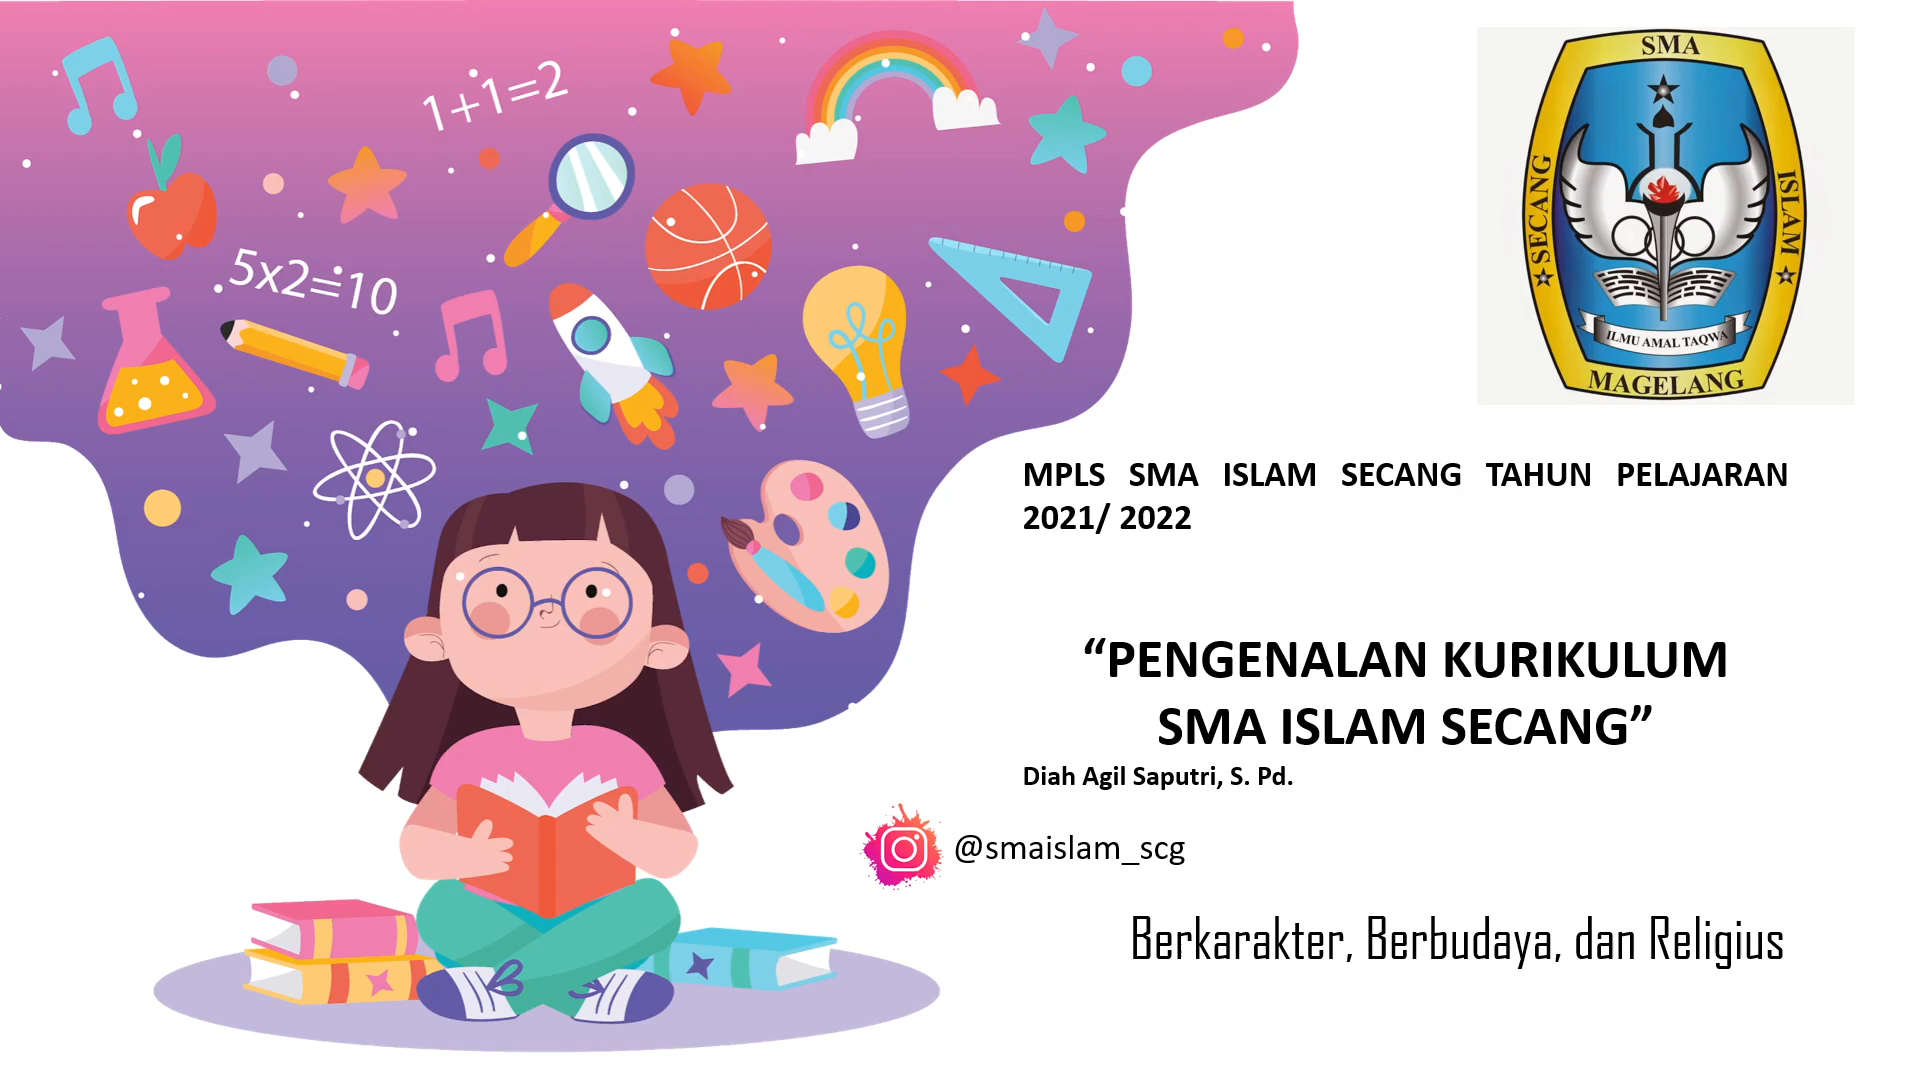 1+1=2
5x2=10
SMA
SECANG
ISLAM
ILMU AMAL TAQWA
MAGELANG
MPLS SMA ISLAM SECANG TAHUN PELAJARAN
2021/ 2022
“PENGENALAN KURIKULUM
SMA ISLAM SECANG”
Diah Agil Saputri, S. Pd.
@smaislam_scg
Berkarakter, Berbudaya, dan Religius